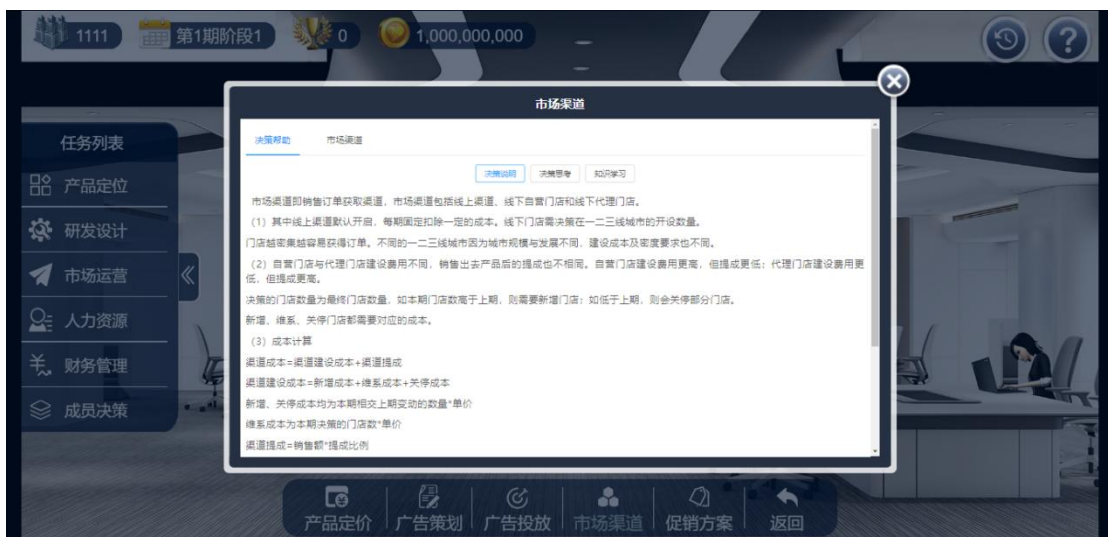 1111
第1期阶段1
0
1,000,000,000
?
市场渠道
任务列表
产品定位
研发设计
市场运营
人力资源
财务管理
成员决策
决策帮助
市场渠道
决策说明
决策思考
知识学习
市场渠道即销售订单获取渠道，市场渠道包括线上渠道、线下自营门店和线下代理门店。
（1）其中线上渠道默认开启，每期固定扣除一定的成本。线下门店需决策在一二三线城市的开设数量。
门店越密集越容易获得订单。不同的一二三线城市因为城市规模与发展不同，建设成本及密度要求也不同。
（2）自营门店与代理门店建设费用不同，销售出去产品后的提成也不相同。自营门店建设费用更高，但提成更低；代理门店建设费用更
低，但提成更高。
决策的门店数量为最终门店数量，如本期门店数高于上期，则需要新增门店；如低于上期，则会关停部分门店。
新增、维系、关停门店都需要对应的成本。
（3）成本计算
渠道成本=渠道建设成本+渠道提成
渠道建设成本=新增成本+维系成本+关停成本
新增、关停成本均为本期相交上期变动的数量*单价
维系成本为本期决策的门店数*单价
渠道提成=销售额*提成比例
产品定价
广告策划
广告投放
市场渠道
促销方案
返回